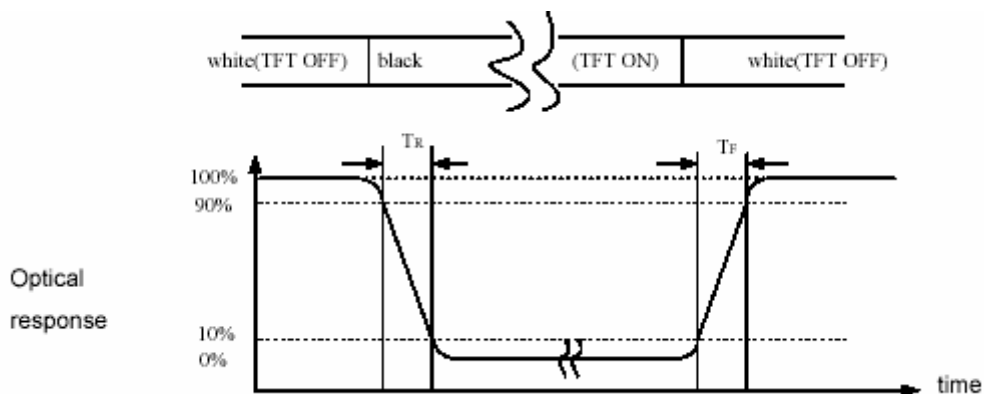 white(TFT OFF) black (TFT ON) white(TFT OFF)
TR TF
100%
90%
Optical
response
10%
0%
time